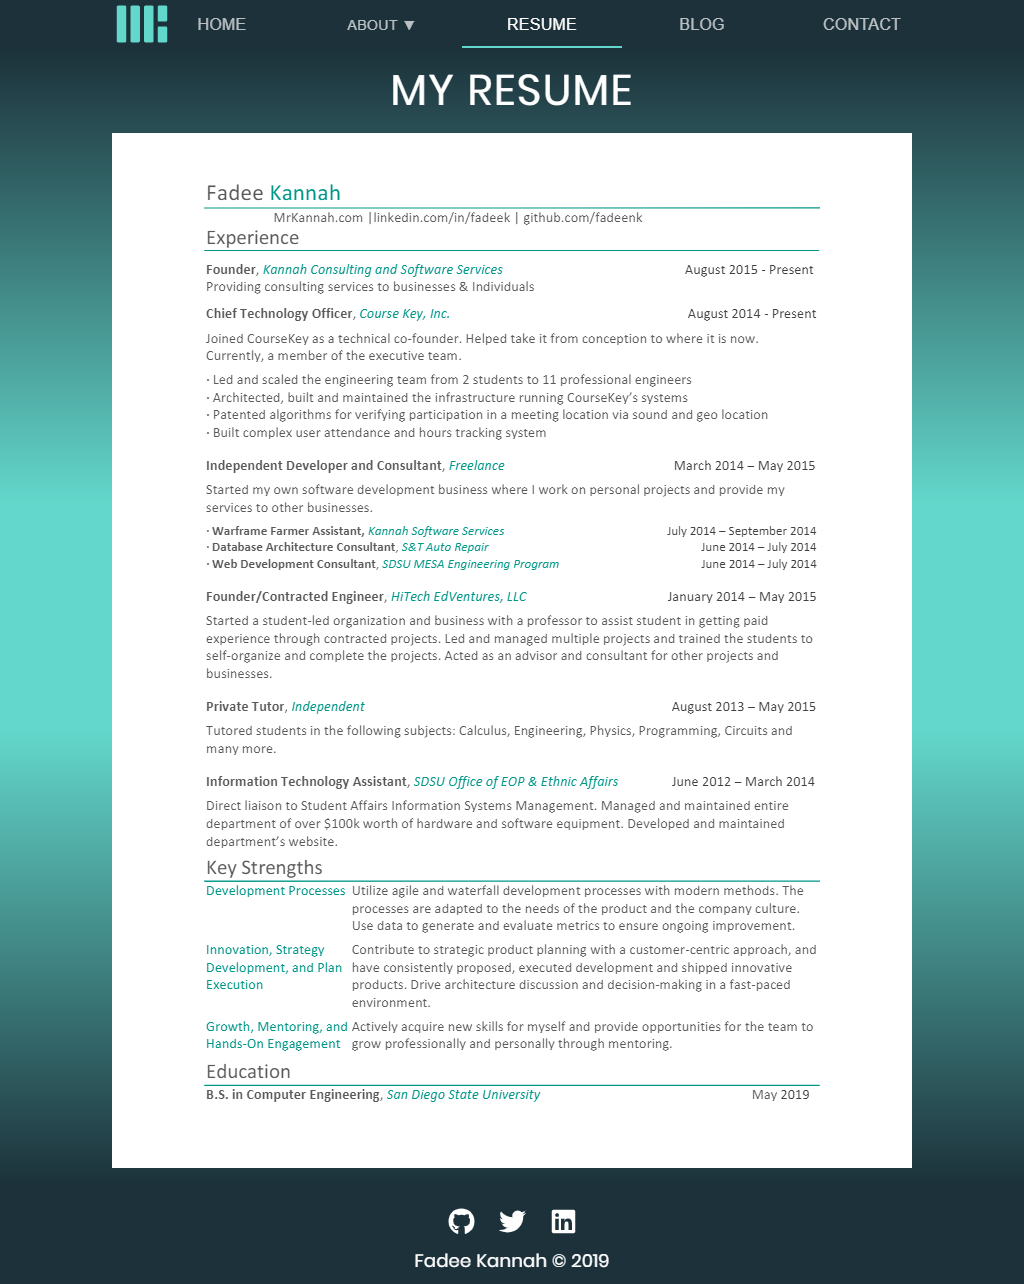 HOME ABOUT ▼ RESUME BLOG CONTACT
MY RESUME
Fadee Kannah
MrKannah.com |linkedin.com/in/fadeek | github.com/fadeenk
Experience
Founder, Kannah Consulting and Software Services August 2015 - Present
Providing consulting services to businesses & Individuals
Chief Technology Officer, Course Key, Inc. August 2014 - Present
Joined CourseKey as a technical co-founder. Helped take it from conception to where it is now.
Currently, a member of the executive team.
· Led and scaled the engineering team from 2 students to 11 professional engineers
· Architected, built and maintained the infrastructure running CourseKey’s systems
· Patented algorithms for verifying participation in a meeting location via sound and geo location
· Built complex user attendance and hours tracking system
Independent Developer and Consultant, Freelance March 2014 – May 2015
Started my own software development business where I work on personal projects and provide my
services to other businesses.
· Warframe Farmer Assistant, Kannah Software Services July 2014 – September 2014
· Database Architecture Consultant, S&T Auto Repair June 2014 – July 2014
· Web Development Consultant, SDSU MESA Engineering Program June 2014 – July 2014
Founder/Contracted Engineer, HiTech EdVentures, LLC January 2014 – May 2015
Started a student-led organization and business with a professor to assist student in getting paid
experience through contracted projects. Led and managed multiple projects and trained the students to
self-organize and complete the projects. Acted as an advisor and consultant for other projects and
businesses.
Private Tutor, Independent August 2013 – May 2015
Tutored students in the following subjects: Calculus, Engineering, Physics, Programming, Circuits and
many more.
Information Technology Assistant, SDSU Office of EOP & Ethnic Affairs June 2012 – March 2014
Direct liaison to Student Affairs Information Systems Management. Managed and maintained entire
department of over $100k worth of hardware and software equipment. Developed and maintained
department’s website.
Key Strengths
Development Processes Utilize agile and waterfall development processes with modern methods. The
processes are adapted to the needs of the product and the company culture.
Use data to generate and evaluate metrics to ensure ongoing improvement.
Innovation, Strategy Contribute to strategic product planning with a customer-centric approach, and
Development, and Plan have consistently proposed, executed development and shipped innovative
Execution products. Drive architecture discussion and decision-making in a fast-paced
environment.
Growth, Mentoring, and Actively acquire new skills for myself and provide opportunities for the team to
Hands-On Engagement grow professionally and personally through mentoring.
Education
B.S. in Computer Engineering, San Diego State University May 2019
Fadee Kannah © 2019